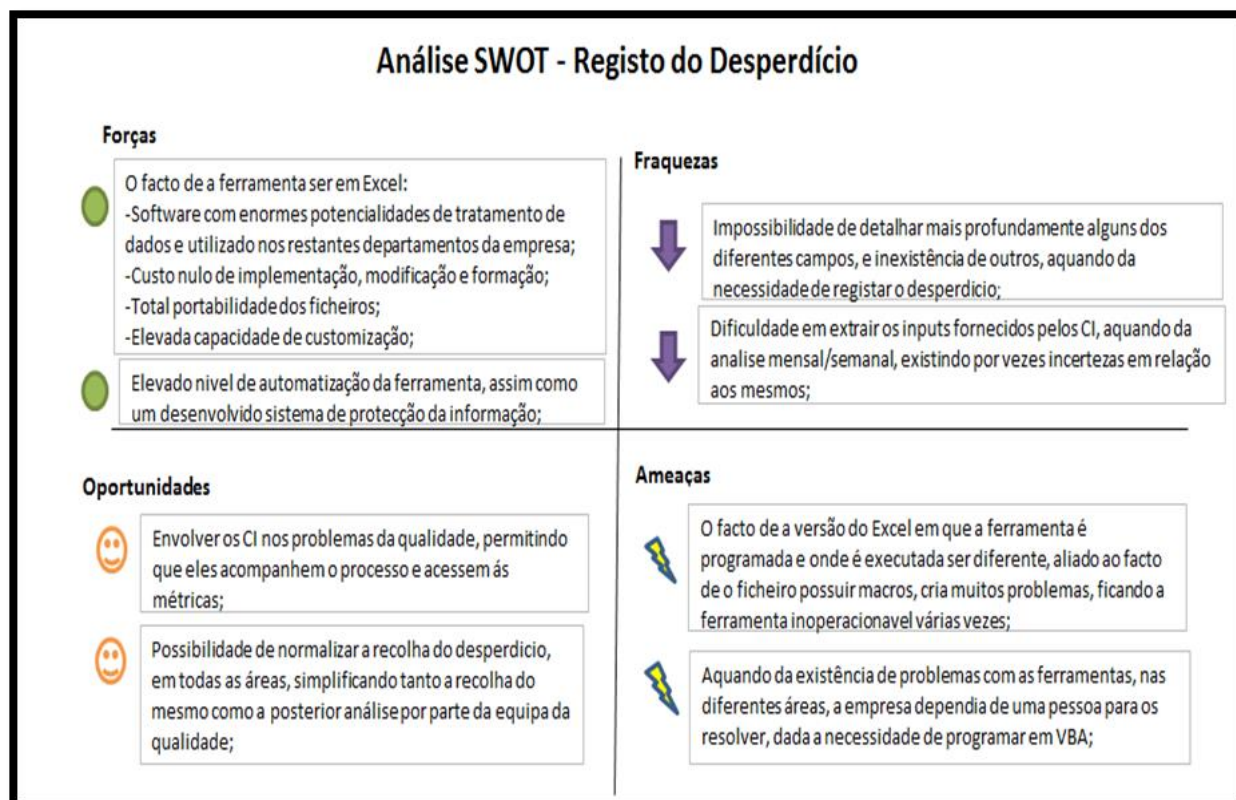 Análise SWOT - Registo do Desperdício
Forças
O facto de a ferramenta ser em Excel:
-Software com enormes potencialidades de tratamento de
dados e utilizado nos restantes departamentos da empresa;
-Custo nulo de implementação, modificação e formação;
-Total portabilidade dos ficheiros;
-Elevada capacidade de customização;
Elevado nivel de automatização da ferramenta, assim como
um desenvolvido sistema de protecção da informação;
Fraquezas
Impossibilidade de detalhar mais profundamente alguns dos
diferentes campos, e inexistência de outros, aquando da
necessidade de registar o desperdicio;
Dificuldade em extrair os inputs fornecidos pelos CI, aquando da
analise mensal/semanal, existindo por vezes incertezas em relação
aos mesmos;
Oportunidades
Envolver os CI nos problemas da qualidade, permitindo
que eles acompanhem o processo e acessem ás
métricas;
Possibilidade de normalizar a recolha do desperdicio,
em todas as áreas, simplificando tanto a recolha do
mesmo como a posterior análise por parte da equipa da
qualidade;
Ameaças
O facto de a versão do Excel em que a ferramenta é
programada e onde é executada ser diferente, aliado ao facto
de o ficheiro possuir macros, cria muitos problemas, ficando a
ferramenta inoperacionavel várias vezes;
Aquando da existência de problemas com as ferramentas, nas
diferentes áreas, a empresa dependia de uma pessoa para os
resolver, dada a necessidade de programar em VBA;